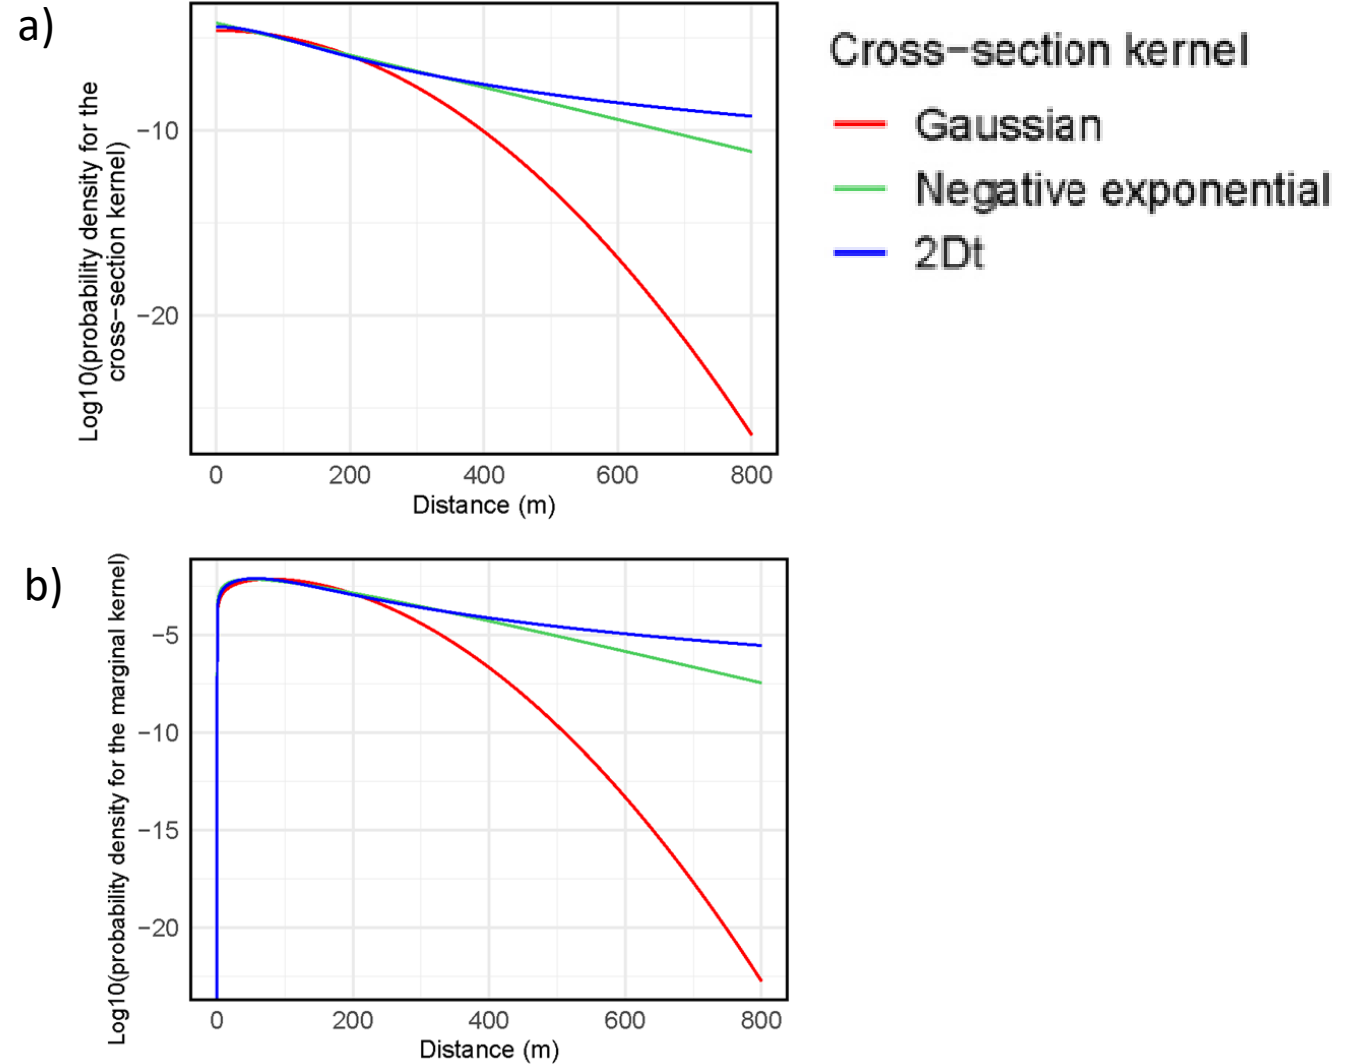 a)
Log10(probability density for the
cross−section kernel)
−10
−20
0 200 400 600 800
Distance (m)
Cross−section kernel
Gaussian
Negative exponential
2Dt
b)
Log10(probability density for the marginal kernel)
−5
−10
−15
−20
0 200 400 600 800
Distance (m)